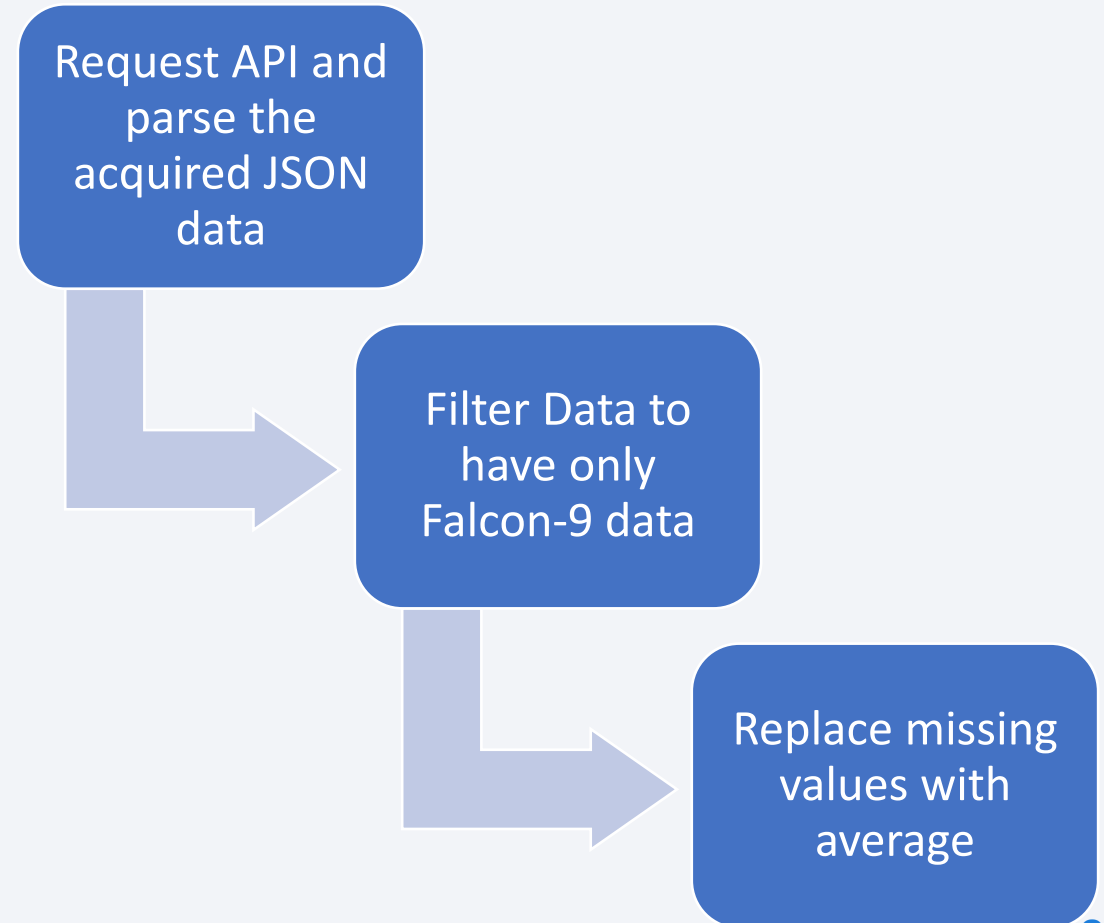 Request API and
parse the
acquired JSON
data
Filter Data to
have only
Falcon-9 data
Replace missing
values with
average